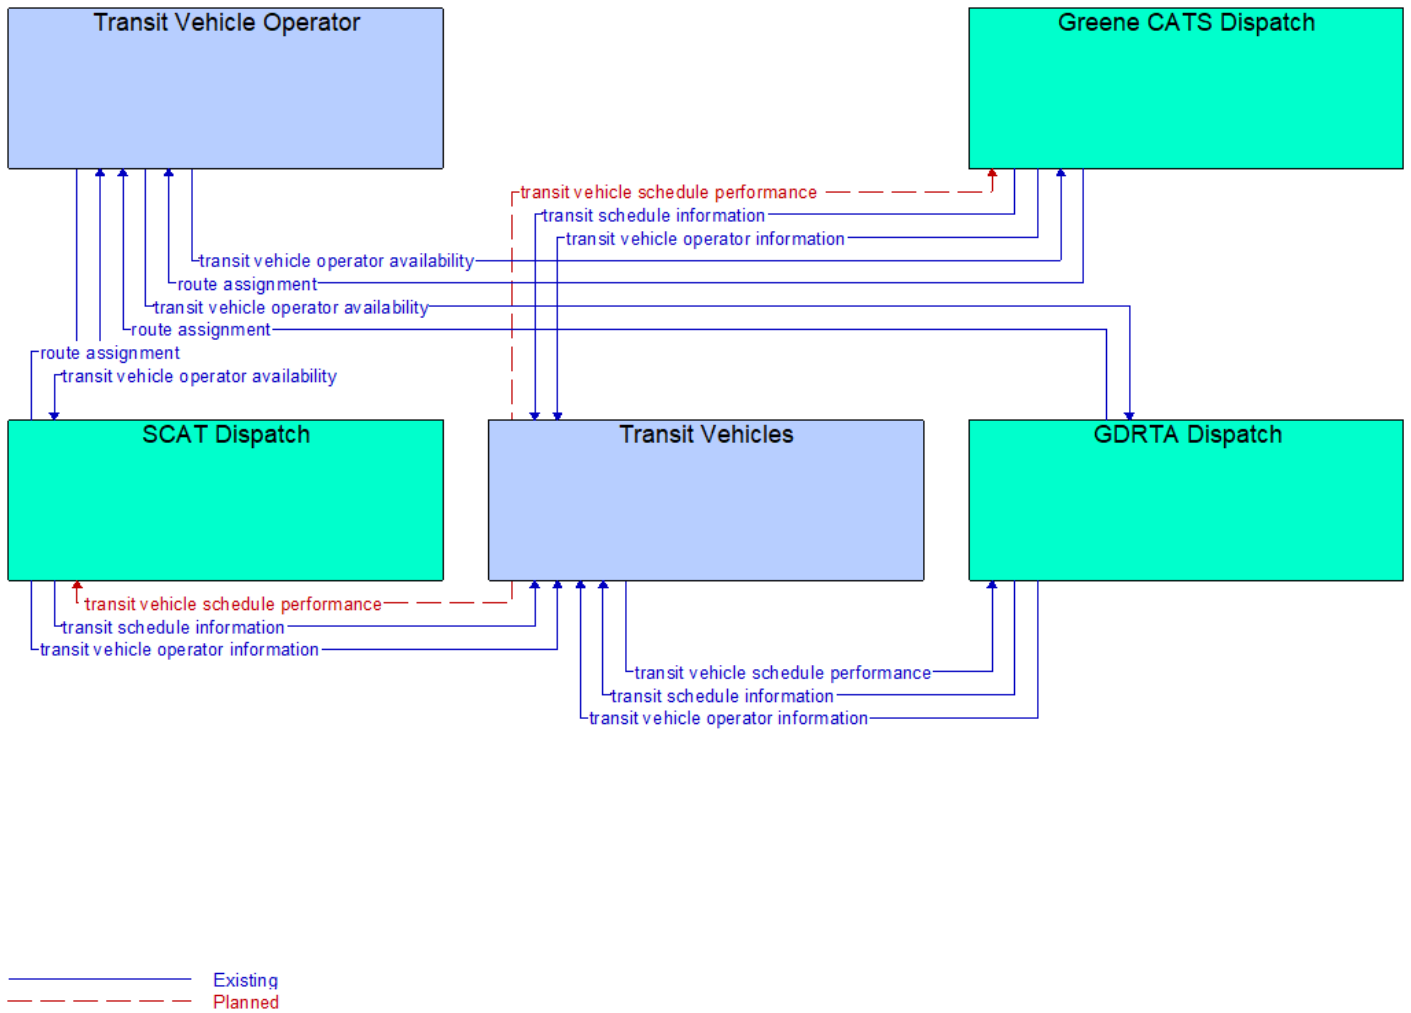 Transit Vehicle Operator
Greene CATS Dispatch
transit vehicle schedule performance
transit schedule information
transit vehicle operator information
transit vehicle operator availability
route assignment
transit vehicle operator availability
route assignment
route assignment
transit vehicle operator availability
SCAT Dispatch
Transit Vehicles
GDRTA Dispatch
transit vehicle schedule performance
transit schedule information
transit vehicle operator information
transit vehicle schedule performance
transit schedule information
transit vehicle operator information
Existing
Planned